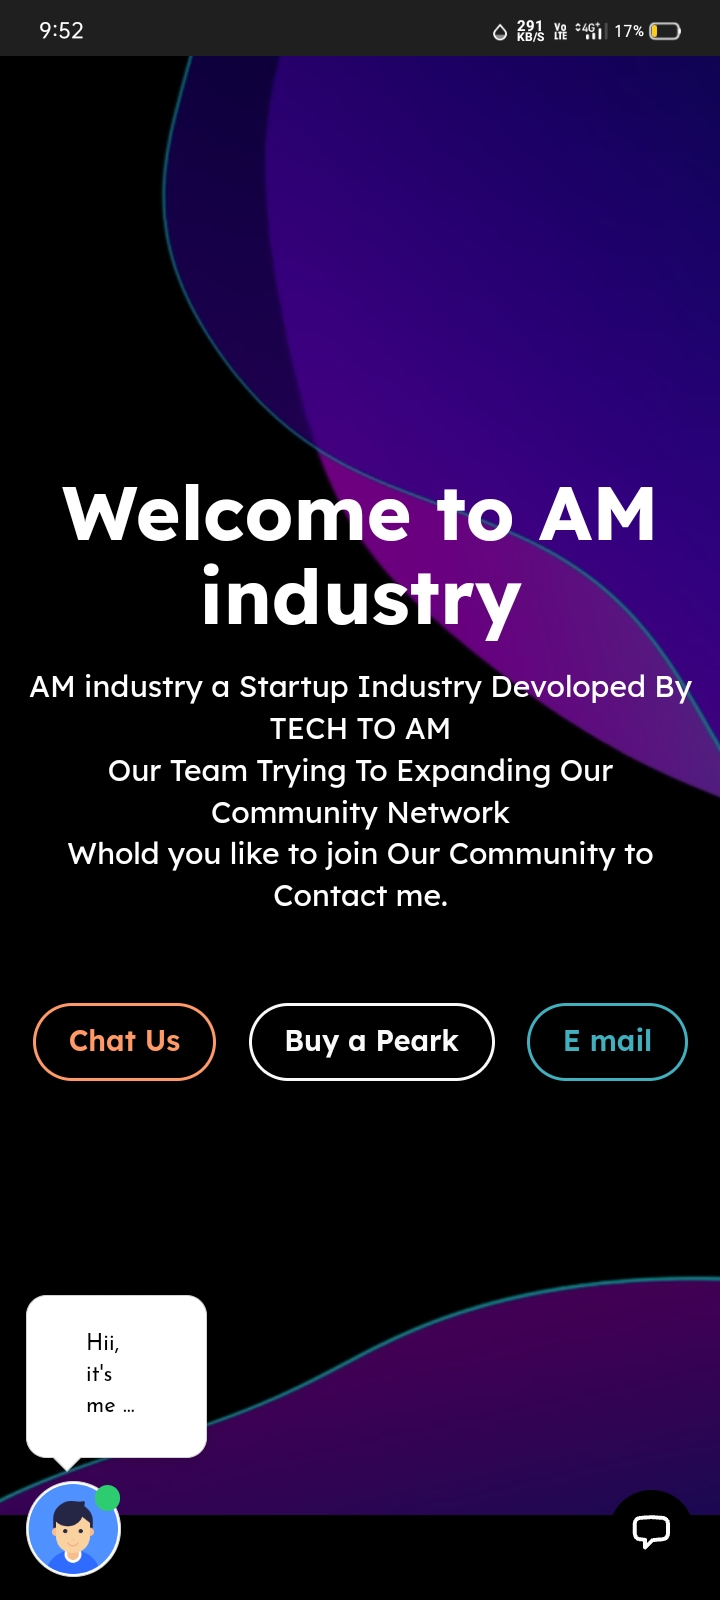 9:52
291 KB/S Vo LTE 4G+ 17%
Welcome to AM
industry
AM industry a Startup Industry Devoloped By
TECH TO AM
Our Team Trying To Expanding Our
Community Network
Whold you like to join Our Community to
Contact me.
Chat Us Buy a Peark E mail
Hii,
it's
me ...